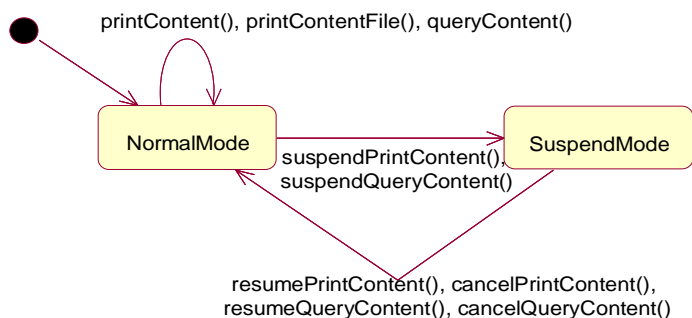 printContent(), printContentFile(), queryContent()
NormalMode
SuspendMode
suspendPrintContent(),
suspendQueryContent()
resumePrintContent(), cancelPrintContent(),
resumeQueryContent(), cancelQueryContent()